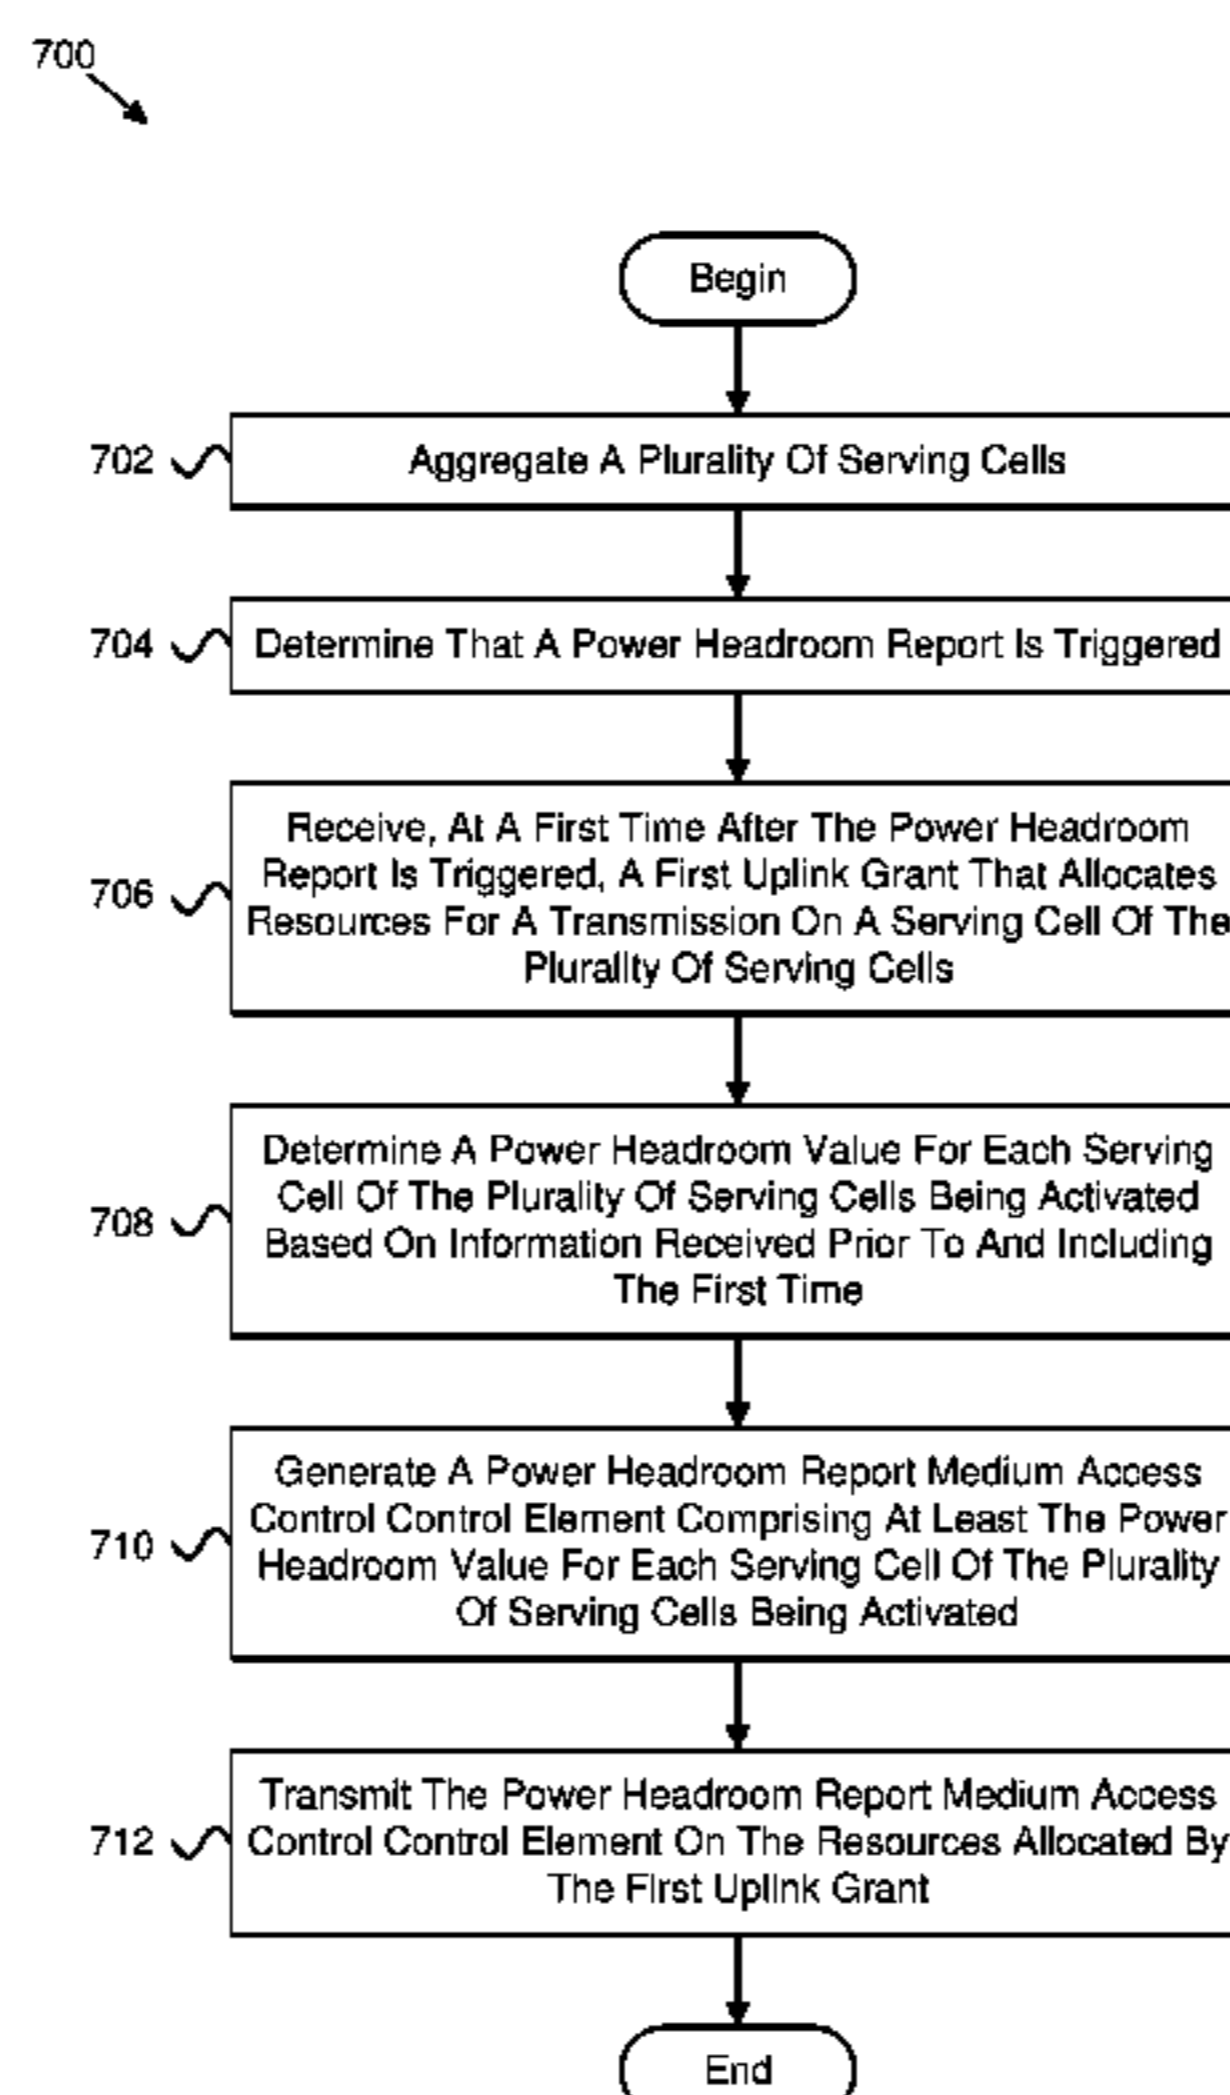 700
Begin
702
Aggregate A Plurality Of Serving Cells
704
Determine That A Power Headroom Report Is Triggered
706
Receive, At A First Time After The Power Headroom
Report Is Triggered, A First Uplink Grant That Allocates
Resources For A Transmission On A Serving Cell Of The
Plurality Of Serving Cells
708
Determine A Power Headroom Value For Each Serving
Cell Of The Plurality Of Serving Cells Being Activated
Based On Information Received Prior To And Including
The First Time
710
Generate A Power Headroom Report Medium Access
Control Control Element Comprising At Least The Power
Headroom Value For Each Serving Cell Of The Plurality
Of Serving Cells Being Activated
712
Transmit The Power Headroom Report Medium Access
Control Control Element On The Resources Allocated By
The First Uplink Grant
End